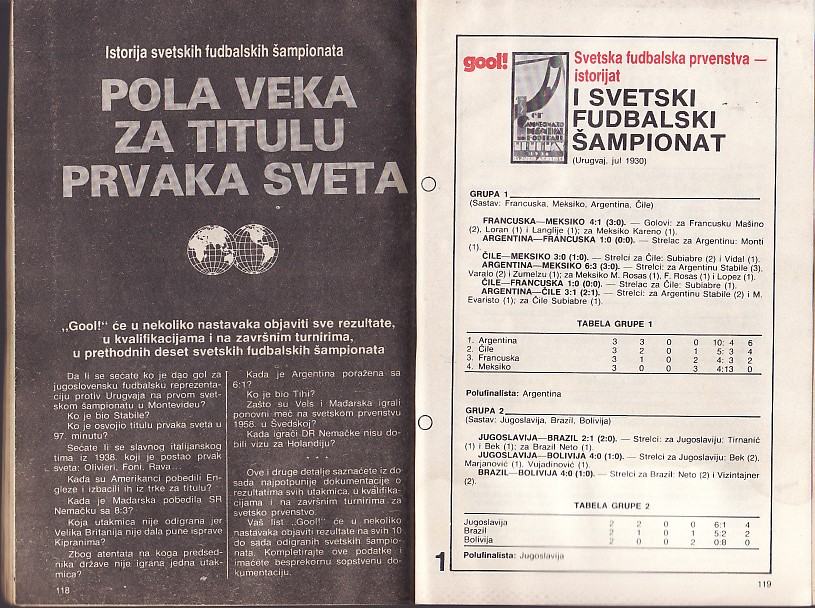 Istorija svetskih fudbalskih šampionata
POLA VEKA
ZA TITULU
PRVAKA SVETA
„Gool!“ će u nekoliko nastavaka objaviti sve rezultate,
u kvalifikacijama i na završnim turnirima,
u prethodnih deset svetskih fudbalskih šampionata
Da li se sećate ko je dao gol za
jugoslovensku fudbalsku reprezenta-
ciju protiv Urugvaja na prvom svet-
skom šampionatu u Montevideu?
Ko je bio Stabile?
Ko je osvojio titulu prvaka sveta u
97. minutu?
Sećate li se slavnog italijanskog
tima iz 1938. koji je postao prvak
sveta: Olivieri, Foni, Rava...
Kada su Amerikanci pobedili En-
gleze i izbacili ih iz trke za titulu?
Kada je Mađarska pobedila SR
Nemačku sa 8:3?
Koja utakmica nije odigrana jer
Velika Britanija nije dala pune isprave
Kipranima?
Zbog atentata na koga predsed-
nika države nije igrana jedna utak-
mica?
118
Kada je Argentina poražena sa
6:1?
Ko je bio Tihi?
Zašto su Vels i Mađarska igrali
ponovni meč na svetskom prvenstvu
1958. u Švedskoj?
Kada igrači DR Nemačke nisu do-
bili vizu za Holandiju?
* * *
Ove i druge detalje saznaćete iz do
sada najpotpunije dokumentacije o
rezultatima svih utakmica, u kvalifika-
cijama i na završnim turnirima za
svetsko prvenstvo.
Vaš list „Gool!“ će u nekoliko
nastavaka objaviti rezultate na svih 10
do sada odigranih svetskih šampio-
nata. Kompletirajte ove podatke i
imaćete besprekornu sopstvenu do-
kumentaciju.
gool!
Svetska fudbalska prvenstva —
istorijat
I SVETSKI
FUDBALSKI
ŠAMPIONAT
(Urugvaj, jul 1930)
1er
CAMPEONATO
MUNDIAL
DE FOOTBALL
1930
GRUPA 1
(Sastav: Francuska, Meksiko, Argentina, Čile)
FRANCUSKA—MEKSIKO 4:1 (3:0). — Golovi: za Francusku Mašino
(2), Loran (1) i Langlije (1); za Meksiko Kareno (1).
ARGENTINA—FRANCUSKA 1:0 (0:0). — Strelac za Argentinu: Monti
(1).
ČILE—MEKSIKO 3:0 (1:0). — Strelci za Čile: Subiabre (2) i Vidal (1).
ARGENTINA—MEKSIKO 6:3 (3:0). — Strelci: za Argentinu Stabile (3),
Varalo (2) i Zumelzu (1); za Meksiko M. Rosas (1), F. Rosas (1) i Lopez (1).
ČILE—FRANCUSKA 1:0 (0:0). — Strelac za Čile: Subiabre (1).
ARGENTINA—ČILE 3:1 (2:1). — Strelci: za Argentinu Stabile (2) i M.
Evaristo (1); za Čile Subiabre (1).
TABELA GRUPE 1
1. Argentina 3 3 0 0 10: 4 6
2. Čile 3 2 0 1 5: 3 4
3. Francuska 3 1 0 2 4: 3 2
4. Meksiko 3 0 0 3 4:13 0
Polufinalista: Argentina
GRUPA 2
(Sastav: Jugoslavija, Brazil, Bolivija)
JUGOSLAVIJA—BRAZIL 2:1 (2:0). — Strelci: za Jugoslaviju: Tirnanić
(1) i Bek (1); za Brazil Neto (1).
JUGOSLAVIJA—BOLIVIJA 4:0 (1:0). — Strelci za Jugoslaviju: Bek (2),
Marjanović (1), Vujadinović (1).
BRAZIL—BOLIVIJA 4:0 (1:0). — Strelci za Brazil: Neto (2) i Vizintajner
(2).
TABELA GRUPE 2
Jugoslavija 2 2 0 0 6:1 4
Brazil 2 1 0 1 5:2 2
Bolivija 2 0 0 2 0:8 0
Polufinalista: Jugoslavija
1
119